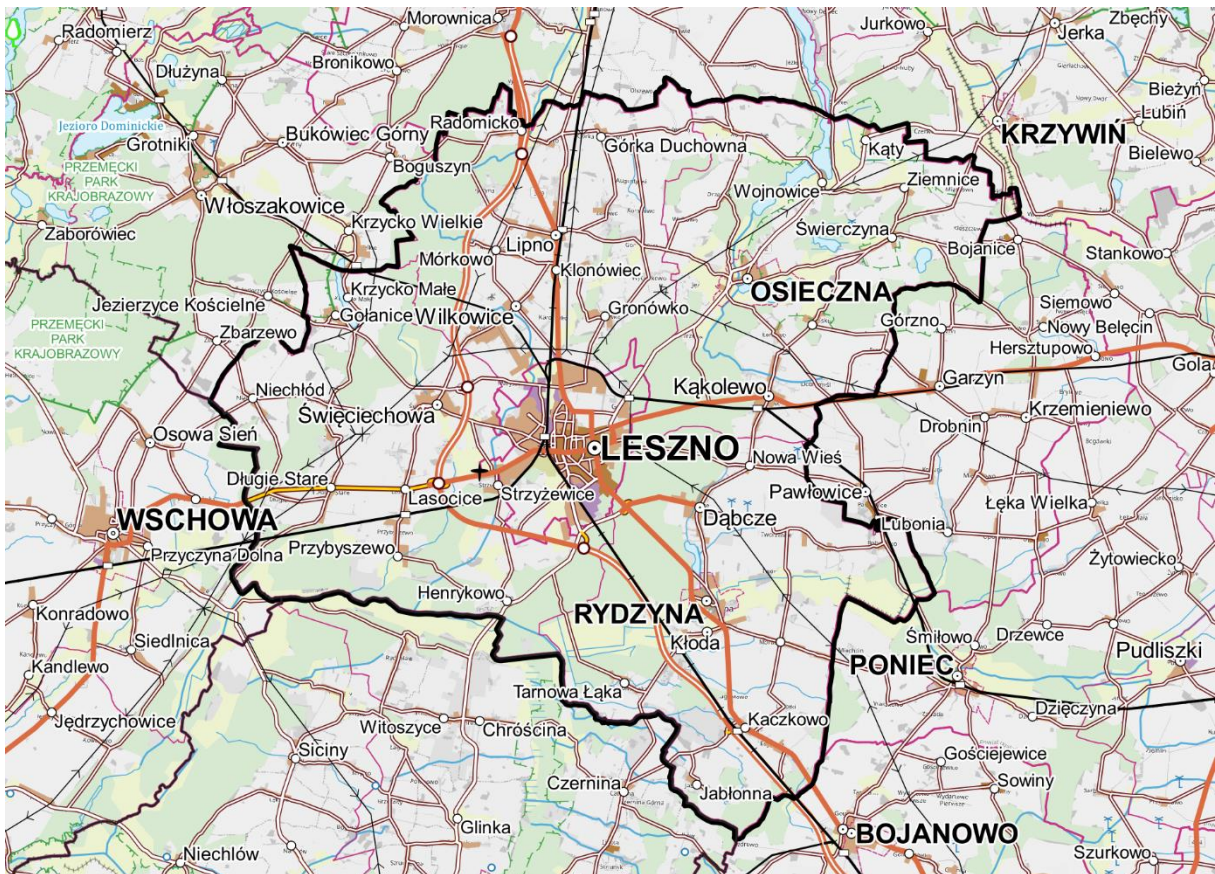 Radomierz
Morownica
Jurkowo
Zbęchy
Jerka
Bronikowo
Dłużyna
Bieżyń
Jezioro Dominickie
Radomicko
Lubiń
Grotniki
Bukówiec Górny
Górka Duchowna
KRZYWIŃ
Kąty
Boguszyn
Bielewo
PRZEMĘCKI
PARK
KRAJOBRAZOWY
Wojnowice
Ziemnice
Włoszakowice
Krzycko Wielkie
Zaborówiec
Lipno
Świerczyna
Bojanice
Mórkowo
Stankowo
Klonówiec
Jezierzyce Kościelne
Krzycko Małe
OSIECZNA
Gołanice
Wilkowice
Gronówko
Siemowo
Górzno
Nowy Belęcin
PRZEMĘCKI
PARK
KRAJOBRAZOWY
Zbarzewo
Hersztupowo
Gola
Niechłód
Kąkolewo
Garzyn
Święciechowa
Drobnin
Krzemieniewo
Osowa Sień
LESZNO
Nowa Wieś
Długie Stare
Pawłowice
Lasocice
Strzyżewice
Łęka Wielka
WSCHOWA
Dąbcze
Lubonia
Przyczyna Dolna
Przybyszewo
Żytowiecko
Henrykowo
Konradowo
RYDZYNA
Drzewce
Siedlnica
Kłoda
Śmiłowo
Pudliszki
Kandlewo
PONIEC
Tarnowa Łąka
Jędrzychowice
Witoszyce
Chróścina
Kaczkowo
Dzięczyna
Siciny
Gościejewice
Czernina
Jabłonna
Sowiny
Glinka
BOJANOWO
Niechlów
Szurkowo